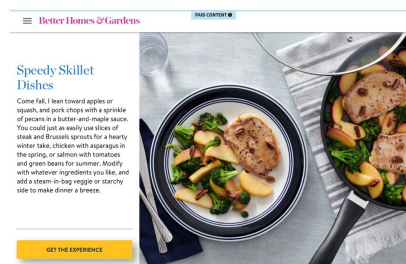 PAID CONTENT
Better Homes & Gardens
Speedy Skillet
Dishes
Come fall, I lean toward apples or
squash, and pork chops with a sprinkle
of pecans in a butter-and-maple sauce.
You could just as easily use slices of
steak and Brussels sprouts for a hearty
winter take, chicken with asparagus in
the spring, or salmon with tomatoes
and green beans for summer. Modify
with whatever ingredients you like, and
add a steam-in-bag veggie or starchy
side to make dinner a breeze.
GET THE EXPERIENCE